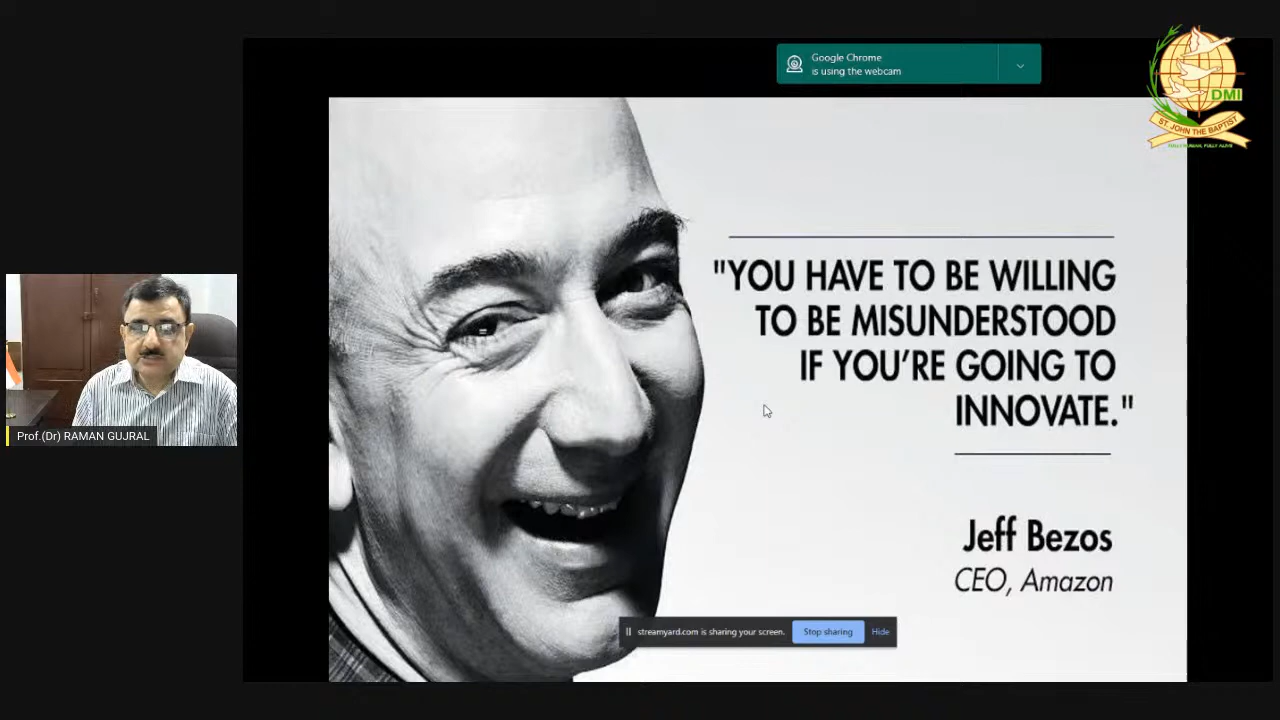 Google Chrome
is using the webcam
DMI
ST. JOHN THE BAPTIST
"YOU HAVE TO BE WILLING
TO BE MISUNDERSTOOD
IF YOU’RE GOING TO
INNOVATE."
Prof.(Dr) RAMAN GUJRAL
Jeff Bezos
CEO, Amazon
streamyard.com is sharing your screen.
Stop sharing
Hide